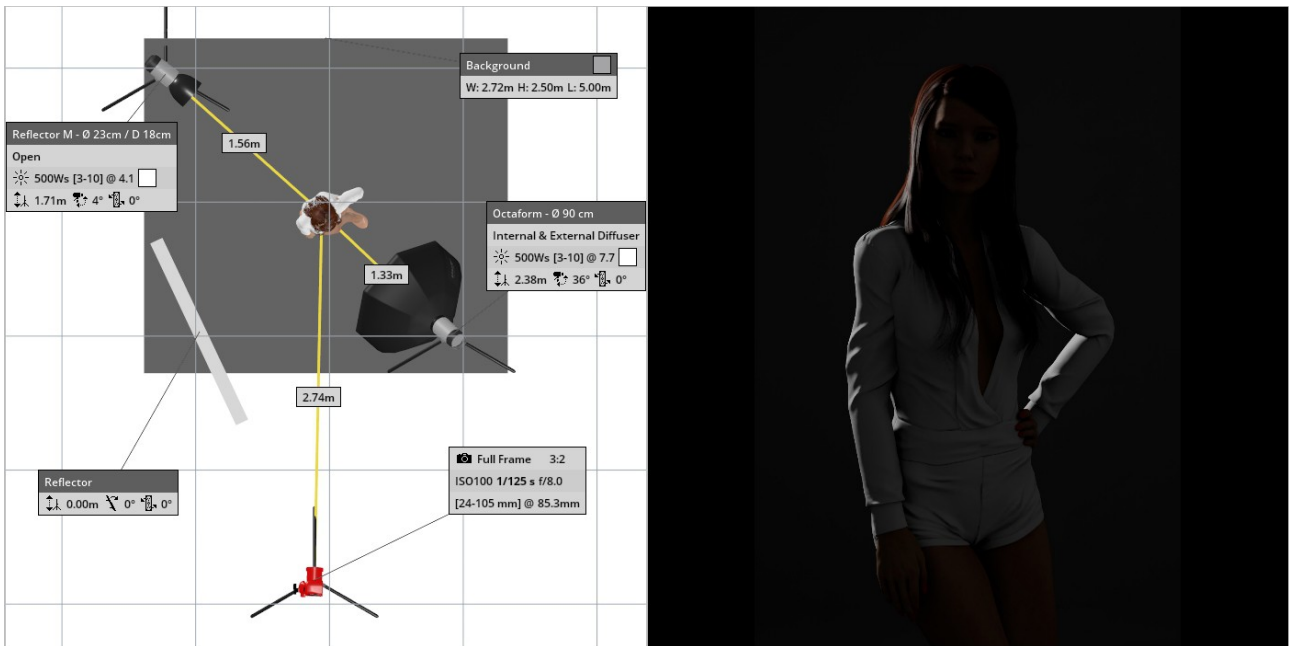 Background
W: 2.72m H: 2.50m L: 5.00m
Reflector M - Ø 23cm / D 18cm
Open
500Ws [3-10] @ 4.1
1.71m 4° 0°
1.56m
Octaform - Ø 90 cm
Internal & External Diffuser
500Ws [3-10] @ 7.7
2.38m 36° 0°
1.33m
2.74m
Full Frame 3:2
ISO100 1/125 s f/8.0
[24-105 mm] @ 85.3mm
Reflector
0.00m 0° 0°